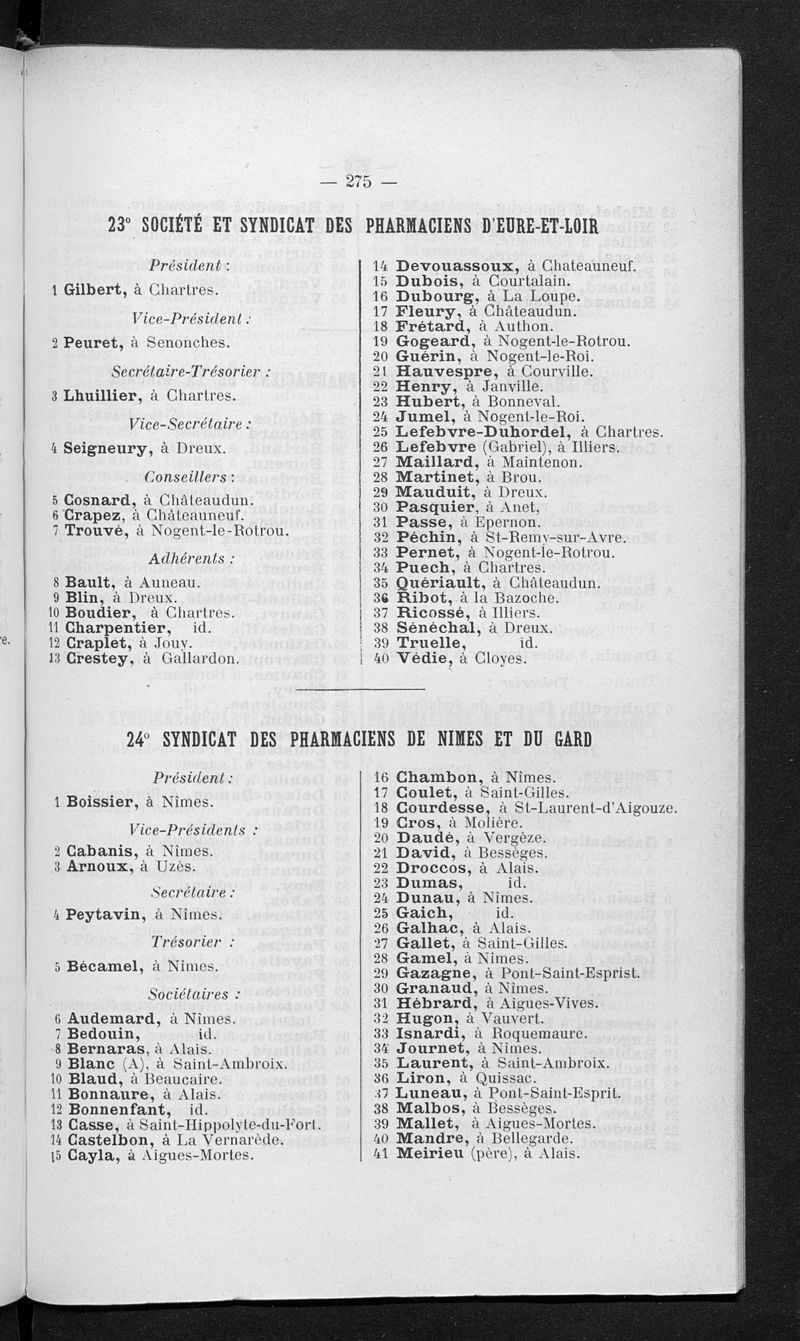 — 275 —
23° SOCIÉTÉ ET SYNDICAT DES PHARMACIENS D'EURE-ET-LOIR
Président :
1 Gilbert, à Chartres.
Vice-Président :
2 Peuret, à Senonches.
Secrétaire-Trésorier :
3 Lhuillier, à Chartres.
Vice-Secrétaire :
4 Seigneury, à Dreux.
Conseillers :
5 Cosnard, à Châteaudun.
6 Crapez, à Châteauneuf.
7 Trouvé, à Nogent-le-Rotrou.
Adhérents :
8 Bault, à Auneau.
9 Blin, à Dreux.
10 Boudier, à Chartres.
11 Charpentier, id.
12 Craplet, à Jouy.
13 Crestey, à Gallardon.
14 Devouassoux, à Chateauneuf.
15 Dubois, à Courtalain.
16 Dubourg, à La Loupe.
17 Fleury, à Châteaudun.
18 Frétard, à Authon.
19 Gogeard, à Nogent-le-Rotrou.
20 Guérin, à Nogent-le-Roi.
21 Hauvespre, à Courville.
22 Henry, à Janville.
23 Hubert, à Bonneval.
24 Jumel, à Nogent-le-Roi.
25 Lefebvre-Duhordel, à Chartres.
26 Lefebvre (Gabriel), à Illiers.
27 Maillard, à Maintenon.
28 Martinet, à Brou.
29 Mauduit, à Dreux.
30 Pasquier, à Anet,
31 Passe, à Epernon.
32 Péchin, à St-Remy-sur-Avre.
33 Pernet, à Nogent-le-Rotrou.
34 Puech, à Chartres.
35 Quériault, à Châteaudun.
36 Ribot, à la Bazoche.
37 Ricossé, à Illiers.
38 Sénéchal, à Dreux.
39 Truelle, id.
40 Védie, à Cloyes.
24° SYNDICAT DES PHARMACIENS DE NIMES ET DU GARD
Président :
1 Boissier, à Nîmes.
Vice-Présidents :
2 Cabanis, à Nîmes.
3 Arnoux, à Uzès.
Secrétaire :
4 Peytavin, à Nîmes.
Trésorier :
5 Bécamel, à Nîmes.
Sociétaires :
6 Audemard, à Nîmes.
7 Bedouin, id.
8 Bernaras, à Alais.
9 Blanc (A), à Saint-Ambroix.
10 Blaud, à Beaucaire.
11 Bonnaure, à Alais.
12 Bonnenfant, id.
13 Casse, à Saint-Hippolyte-du-Fort.
14 Castelbon, à La Vernarède.
15 Cayla, à Aigues-Mortes.
16 Chambon, à Nîmes.
17 Coulet, à Saint-Gilles.
18 Courdesse, à St-Laurent-d'Aigouze.
19 Cros, à Molière.
20 Daudé, à Vergèze.
21 David, à Bessèges.
22 Droccos, à Alais.
23 Dumas, id.
24 Dunau, à Nîmes.
25 Gaich, id.
26 Galhac, à Alais.
27 Gallet, à Saint-Gilles.
28 Gamel, à Nîmes.
29 Gazagne, à Pont-Saint-Esprist.
30 Granaud, à Nîmes.
31 Hébrard, à Aigues-Vives.
32 Hugon, à Vauvert.
33 Isnardi, à Roquemaure.
34 Journet, à Nîmes.
35 Laurent, à Saint-Ambroix.
36 Liron, à Quissac.
37 Luneau, à Pont-Saint-Esprit.
38 Malbos, à Bessèges.
39 Mallet, à Aigues-Mortes.
40 Mandre, à Bellegarde.
41 Meirieu (père), à Alais.